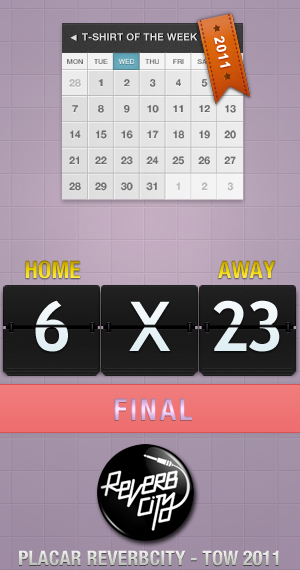 ◀ T-SHIRT OF THE WEEK
2011
MON TUE WED THU FRI
28 1 2 3 4 5
7 8 9 10 11 12 13
14 15 16 17 18 19 20
21 22 23 24 25 26 27
28 29 30 31 1 2 3
HOME AWAY
6 X 23
FINAL
REVERB
CITY
PLACAR REVERBCITY - TOW 2011